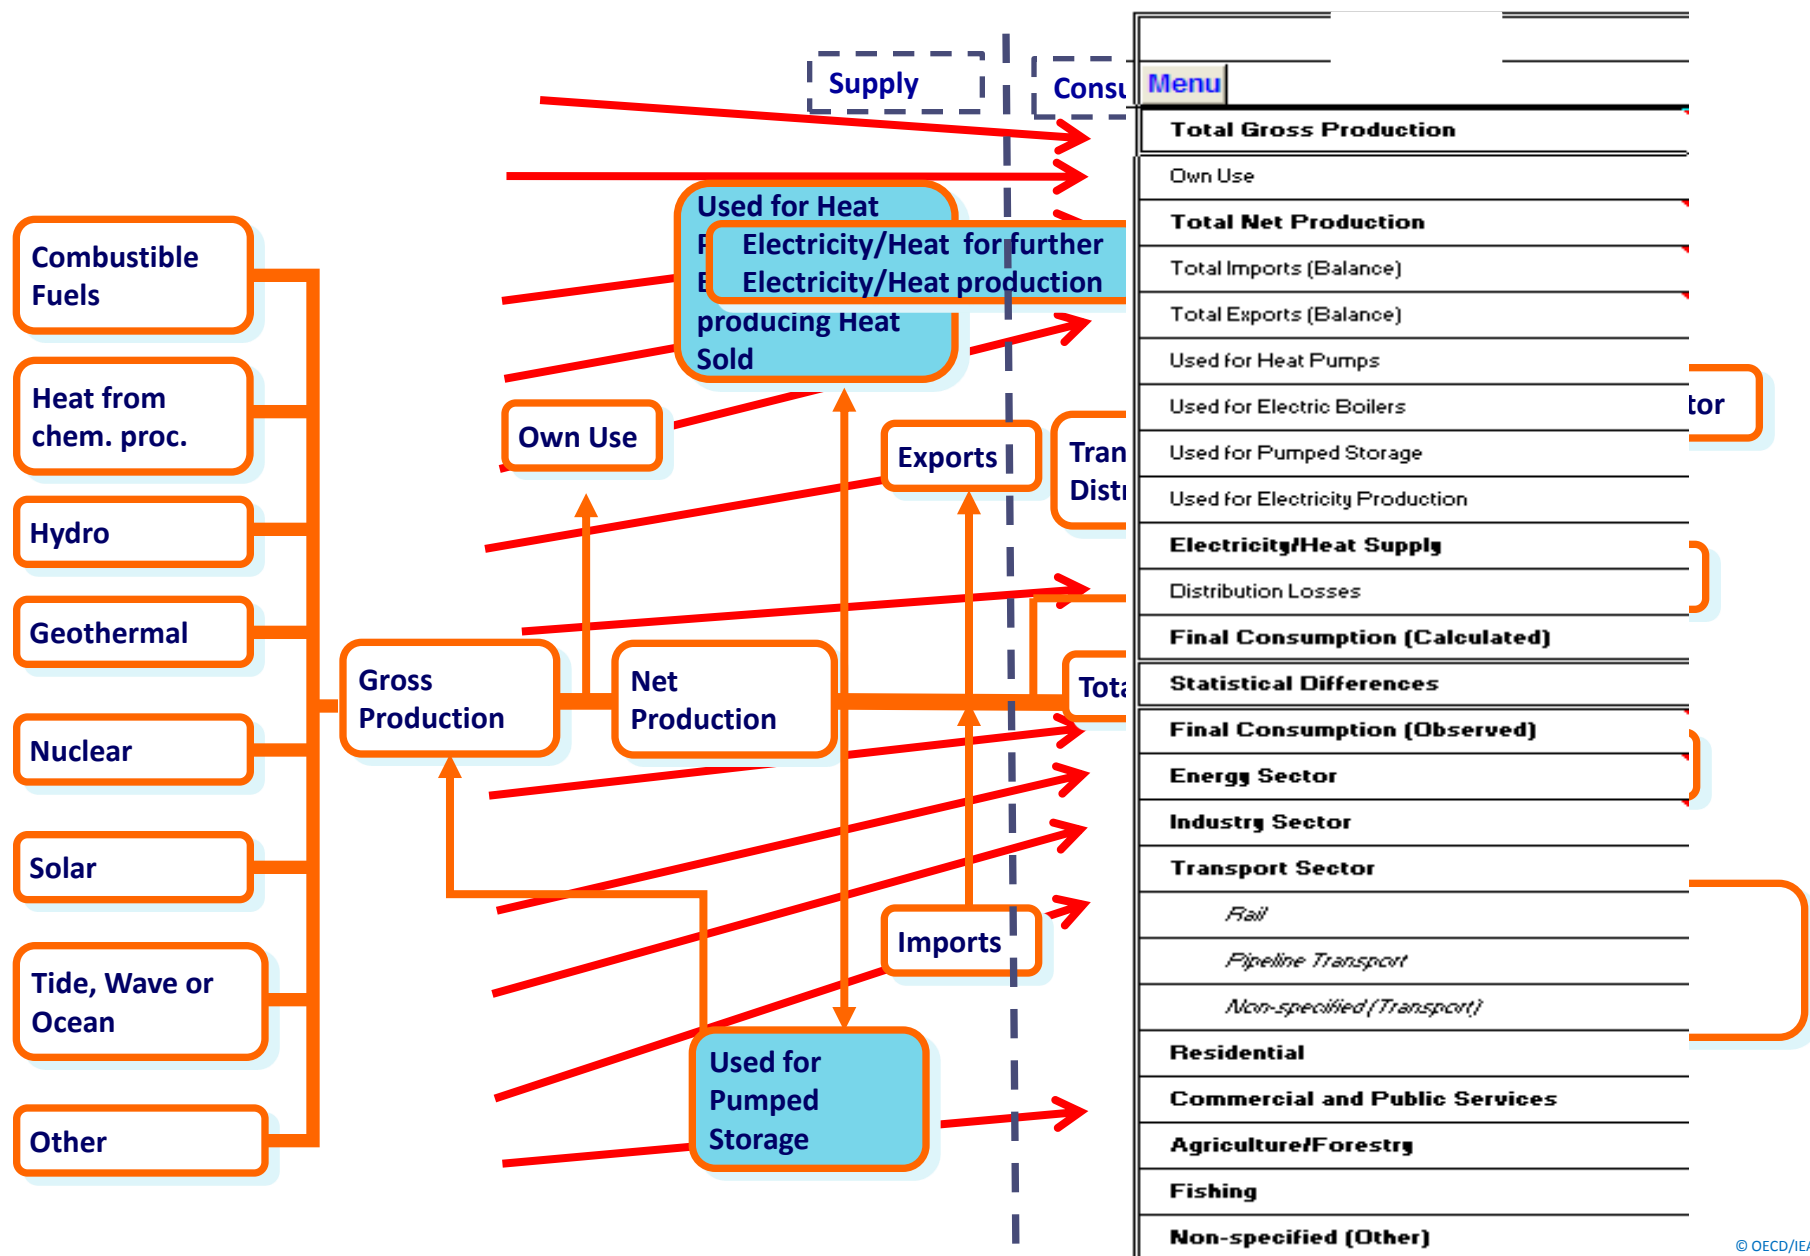 Supply
Menu
Combustible
Fuels
Heat from
chem. proc.
Hydro
Geothermal
Nuclear
Solar
Tide, Wave or
Ocean
Other
Gross
Production
Own Use
Net
Production
Used for Heat
Electricity/Heat for further
Electricity/Heat production
producing Heat
Sold
Exports
Imports
Used for
Pumped
Storage
Total Gross Production
Own Use
Total Net Production
Total Imports (Balance)
Total Exports (Balance)
Used for Heat Pumps
Used for Electric Boilers
Used for Pumped Storage
Used for Electricity Production
Electricity/Heat Supply
Distribution Losses
Final Consumption (Calculated)
Statistical Differences
Final Consumption (Observed)
Energy Sector
Industry Sector
Transport Sector
Rail
Pipeline Transport
Non-specified (Transport)
Residential
Commercial and Public Services
Agriculture/Forestry
Fishing
Non-specified (Other)
© OECD/IEA